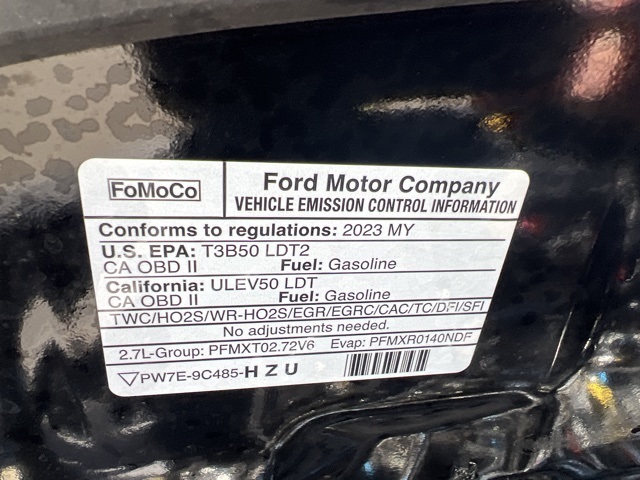 FoMoCo
Ford Motor Company
VEHICLE EMISSION CONTROL INFORMATION
Conforms to regulations: 2023 MY
U.S. EPA: T3B50 LDT2
CA OBD II Fuel: Gasoline
California: ULEV50 LDT
CA OBD II Fuel: Gasoline
TWC/HO2S/WR-HO2S/EGR/EGRC/CAC/TC/DFI/SFI
No adjustments needed.
2.7L-Group: PFMXT02.72V6 Evap: PFMXR0140NDF
▽PW7E-9C485-HZU